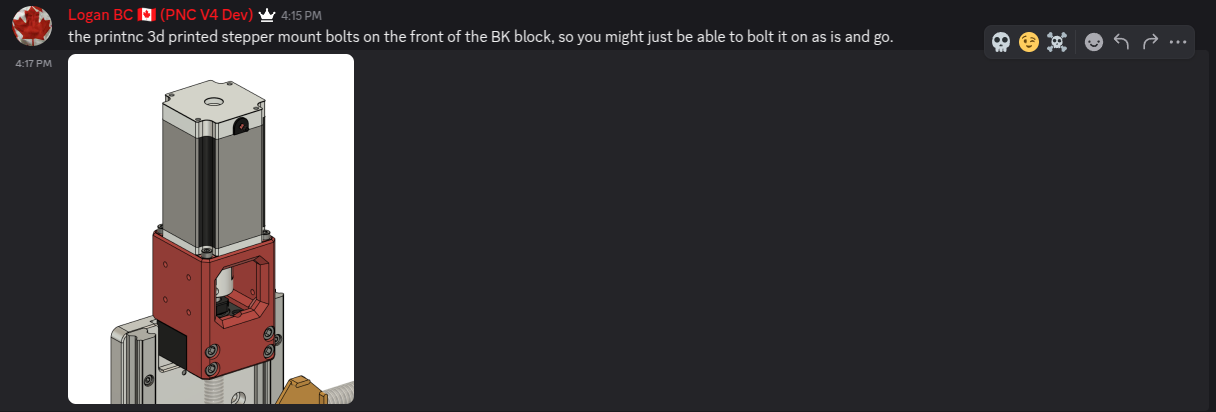 Logan BC 🇨🇦 (PNC V4 Dev) 4:15 PM
the printnc 3d printed stepper mount bolts on the front of the BK block, so you might just be able to bolt it on as is and go.
4:17 PM